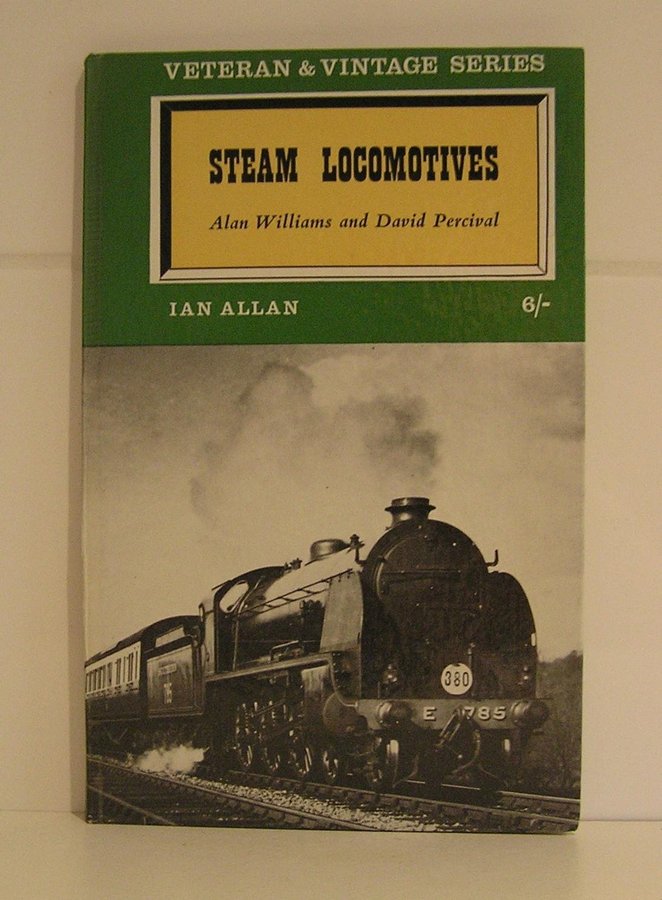 VETERAN & VINTAGE SERIES
STEAM LOCOMOTIVES
Alan Williams and David Percival
IAN ALLAN 6/-
380
E 785